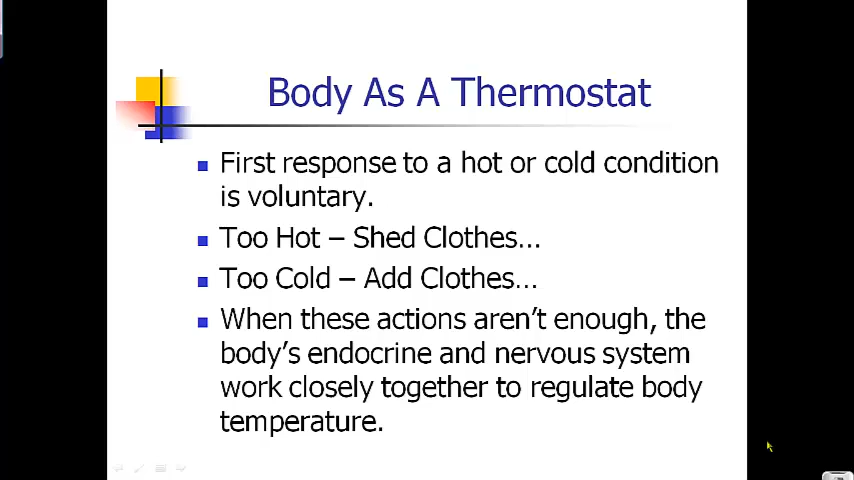 Body As A Thermostat
First response to a hot or cold condition
is voluntary.
Too Hot – Shed Clothes...
Too Cold – Add Clothes...
When these actions aren't enough, the
body's endocrine and nervous system
work closely together to regulate body
temperature.